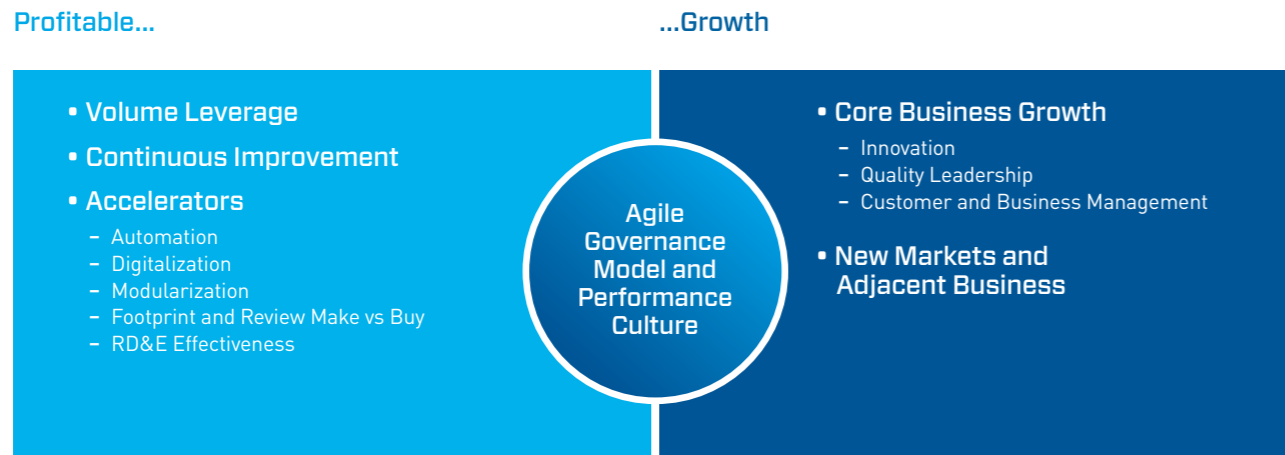 Profitable...
...Growth
• Volume Leverage
• Continuous Improvement
• Accelerators
– Automation
– Digitalization
– Modularization
– Footprint and Review Make vs Buy
– RD&E Effectiveness
Agile
Governance
Model and
Performance
Culture
• Core Business Growth
– Innovation
– Quality Leadership
– Customer and Business Management
• New Markets and
Adjacent Business